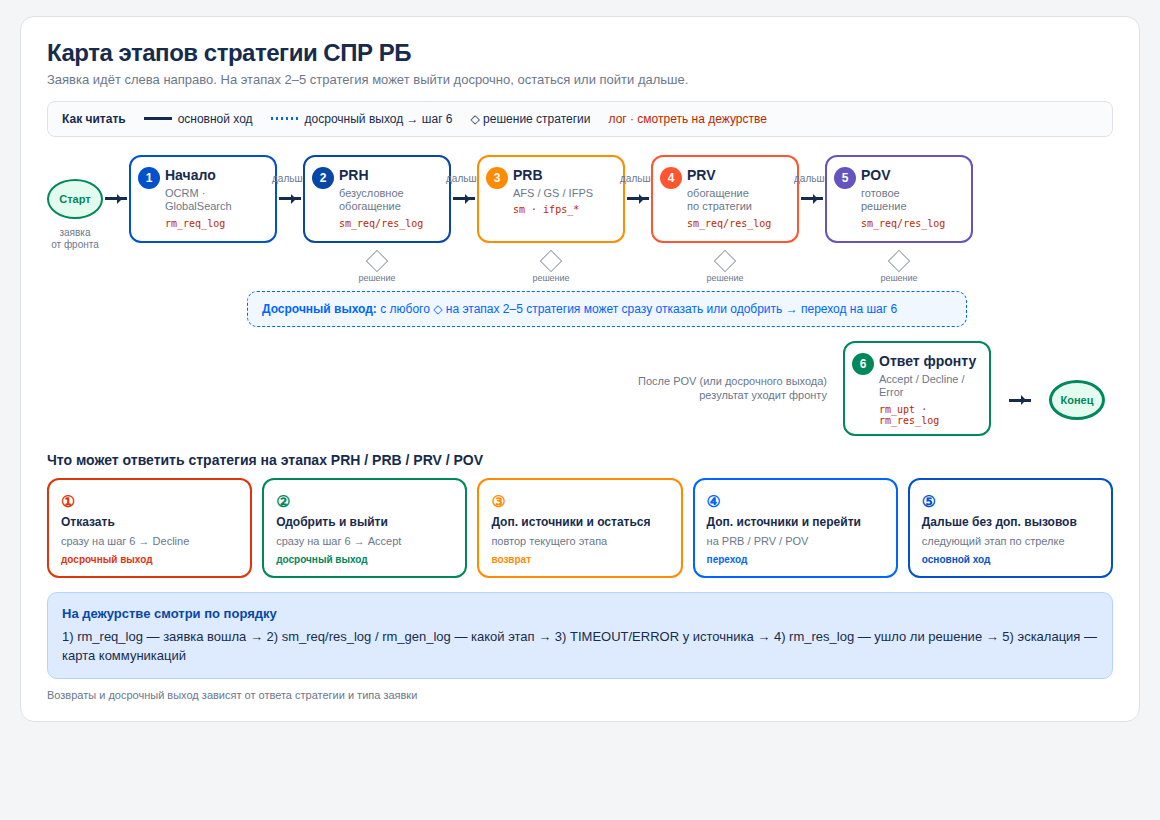 Карта этапов стратегии СПР РБ
Заявка идёт слева направо. На этапах 2–5 стратегия может выйти досрочно, остаться или пойти дальше.
Как читать основной ход досрочный выход → шаг 6 ◇ решение стратегии лог · смотреть на дежурстве
Старт
заявка
от фронта
1 Начало
OCRM ·
GlobalSearch
rm_req_log
дальш
2 PRH
безусловное
обогащение
sm_req/res_log
дальш
3 PRB
AFS / GS / IFPS
sm · ifps_*
дальш
4 PRV
обогащение
по стратегии
sm_req/res_log
дальш
5 POV
готовое
решение
sm_req/res_log
решение
решение
решение
решение
Досрочный выход: с любого ◇ на этапах 2–5 стратегия может сразу отказать или одобрить → переход на шаг 6
После POV (или досрочного выхода)
результат уходит фронту
6 Ответ фронту
Accept / Decline /
Error
rm_upt ·
rm_res_log
Конец
Что может ответить стратегия на этапах PRH / PRB / PRV / POV
①
Отказать
сразу на шаг 6 → Decline
досрочный выход
②
Одобрить и выйти
сразу на шаг 6 → Accept
досрочный выход
③
Доп. источники и остаться
повтор текущего этапа
возврат
④
Доп. источники и перейти
на PRB / PRV / POV
переход
⑤
Дальше без доп. вызовов
следующий этап по стрелке
основной ход
На дежурстве смотри по порядку
1) rm_req_log — заявка вошла → 2) sm_req/res_log / rm_gen_log — какой этап → 3) TIMEOUT/ERROR у источника → 4) rm_res_log — ушло ли решение → 5) эскалация —
карта коммуникаций
Возвраты и досрочный выход зависят от ответа стратегии и типа заявки